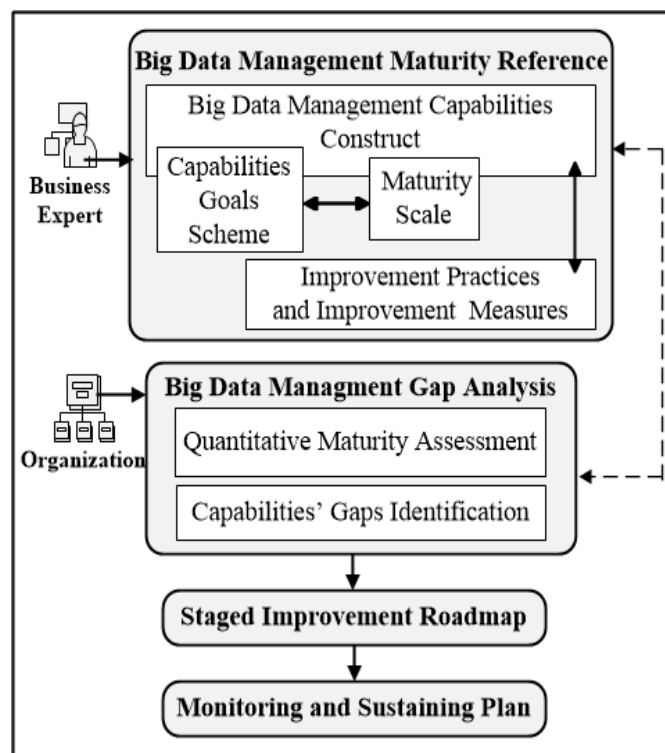 Big Data Management Maturity Reference
Big Data Management Capabilities
Construct
Business
Expert
Capabilities
Goals
Scheme
Maturity
Scale
Improvement Practices
and Improvement Measures
Big Data Managment Gap Analysis
Organization
Quantitative Maturity Assessment
Capabilities’ Gaps Identification
Staged Improvement Roadmap
Monitoring and Sustaining Plan